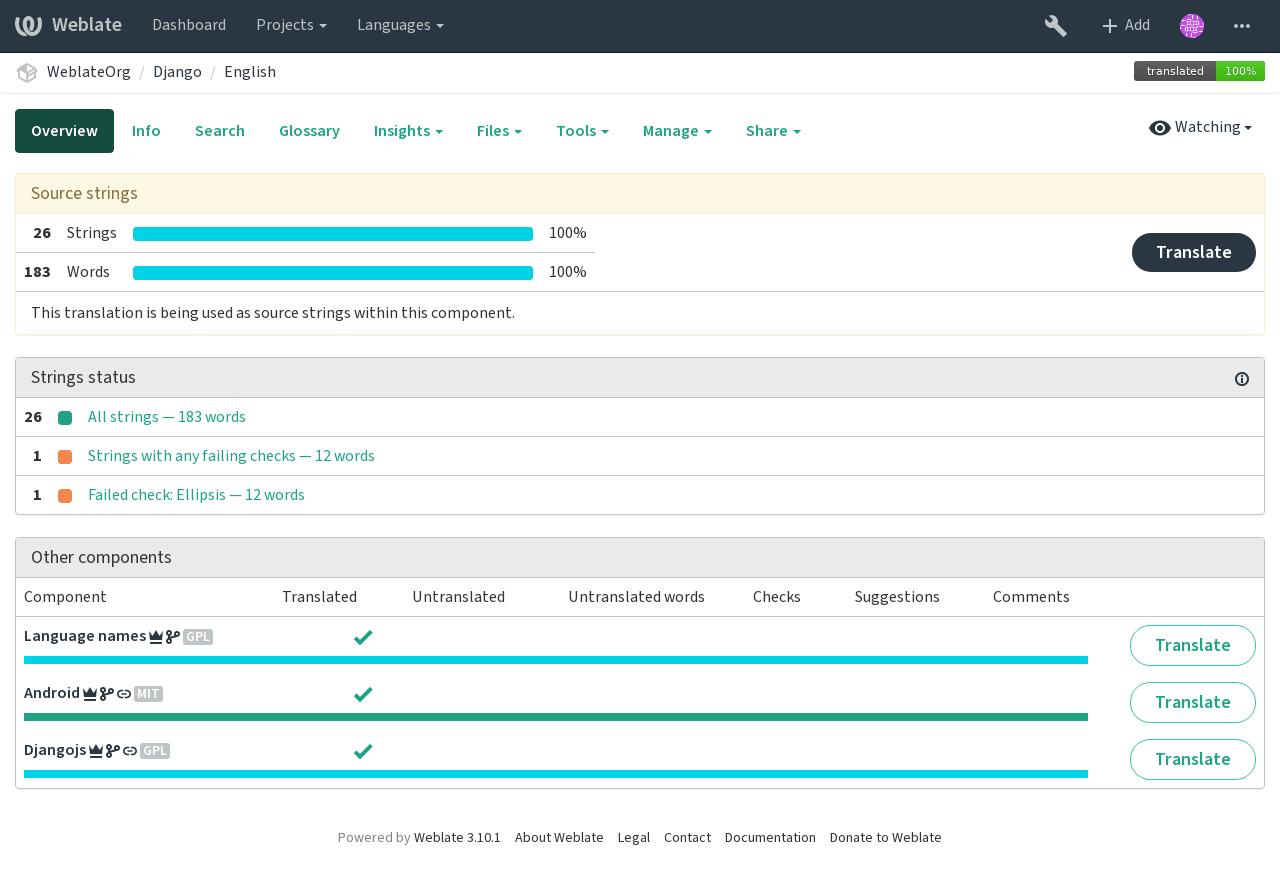 Weblate Dashboard Projects Languages Add
WeblateOrg / Django / English translated 100%
Overview Info Search Glossary Insights Files Tools Manage Share Watching
Source strings
26 Strings 100%
Translate
183 Words 100%
This translation is being used as source strings within this component.
Strings status
26 All strings — 183 words
1 Strings with any failing checks — 12 words
1 Failed check: Ellipsis — 12 words
Other components
Component Translated Untranslated Untranslated words Checks Suggestions Comments
Language names GPL Translate
Android MIT Translate
Djangojs GPL Translate
Powered by Weblate 3.10.1 About Weblate Legal Contact Documentation Donate to Weblate